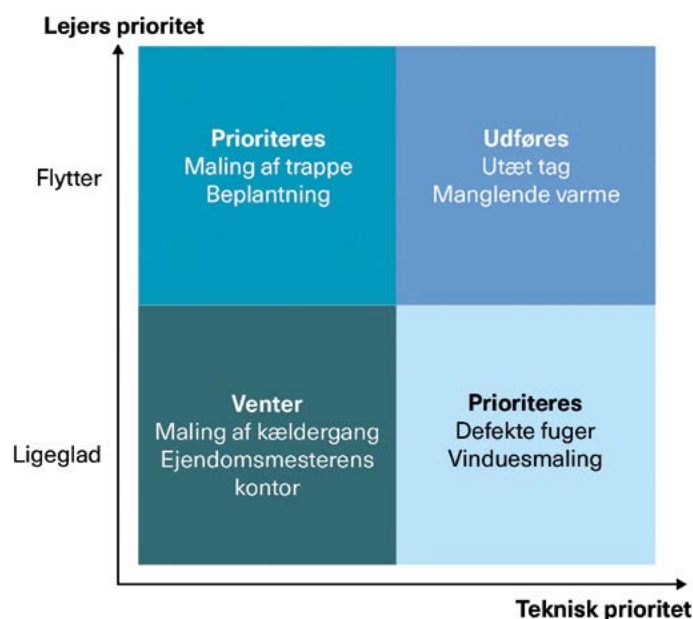 Lejers prioritet
Flytter
Prioriteres
Maling af trappe
Beplantning
Udføres
Utæt tag
Manglende varme
Ligeglad
Venter
Maling af kældergang
Ejendomsmesterens
kontor
Prioriteres
Defekte fuger
Vinduesmaling
Teknisk prioritet